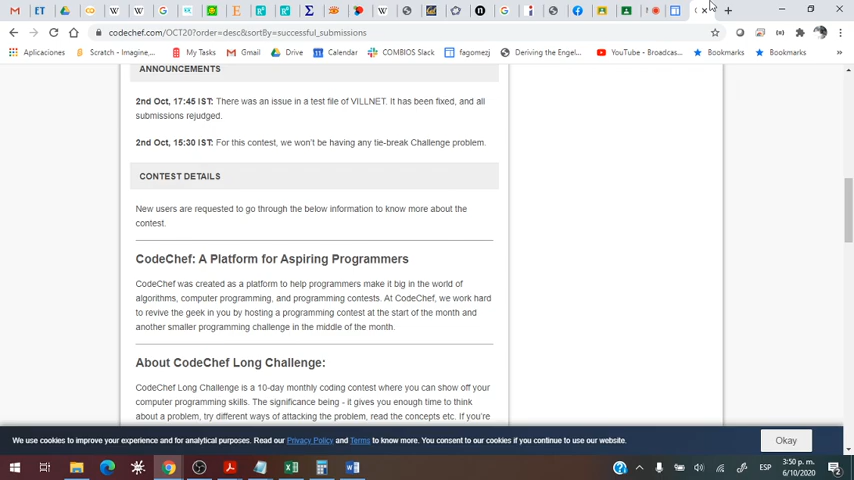 codechef.com/OCT20?order=desc&sortBy=successful_submissions
Aplicaciones Scratch - Imagine,... My Tasks Gmail Drive Calendar COMBIOS Slack fagomezj Deriving the Engel... YouTube - Broadcas... Bookmarks Bookmarks
ANNOUNCEMENTS
2nd Oct, 17:45 IST: There was an issue in a test file of VILLNET. It has been fixed, and all
submissions rejudged.
2nd Oct, 15:30 IST: For this contest, we won't be having any tie-break Challenge problem.
CONTEST DETAILS
New users are requested to go through the below information to know more about the
contest.
CodeChef: A Platform for Aspiring Programmers
CodeChef was created as a platform to help programmers make it big in the world of
algorithms, computer programming, and programming contests. At CodeChef, we work hard
to revive the geek in you by hosting a programming contest at the start of the month and
another smaller programming challenge in the middle of the month.
About CodeChef Long Challenge:
CodeChef Long Challenge is a 10-day monthly coding contest where you can show off your
computer programming skills. The significance being - it gives you enough time to think
about a problem, try different ways of attacking the problem, read the concepts etc. If you're
We use cookies to improve your experience and for analytical purposes. Read our Privacy Policy and Terms to know more. You consent to our cookies if you continue to use our website.
Okay
ESP
3:50 p. m.
6/10/2020
2